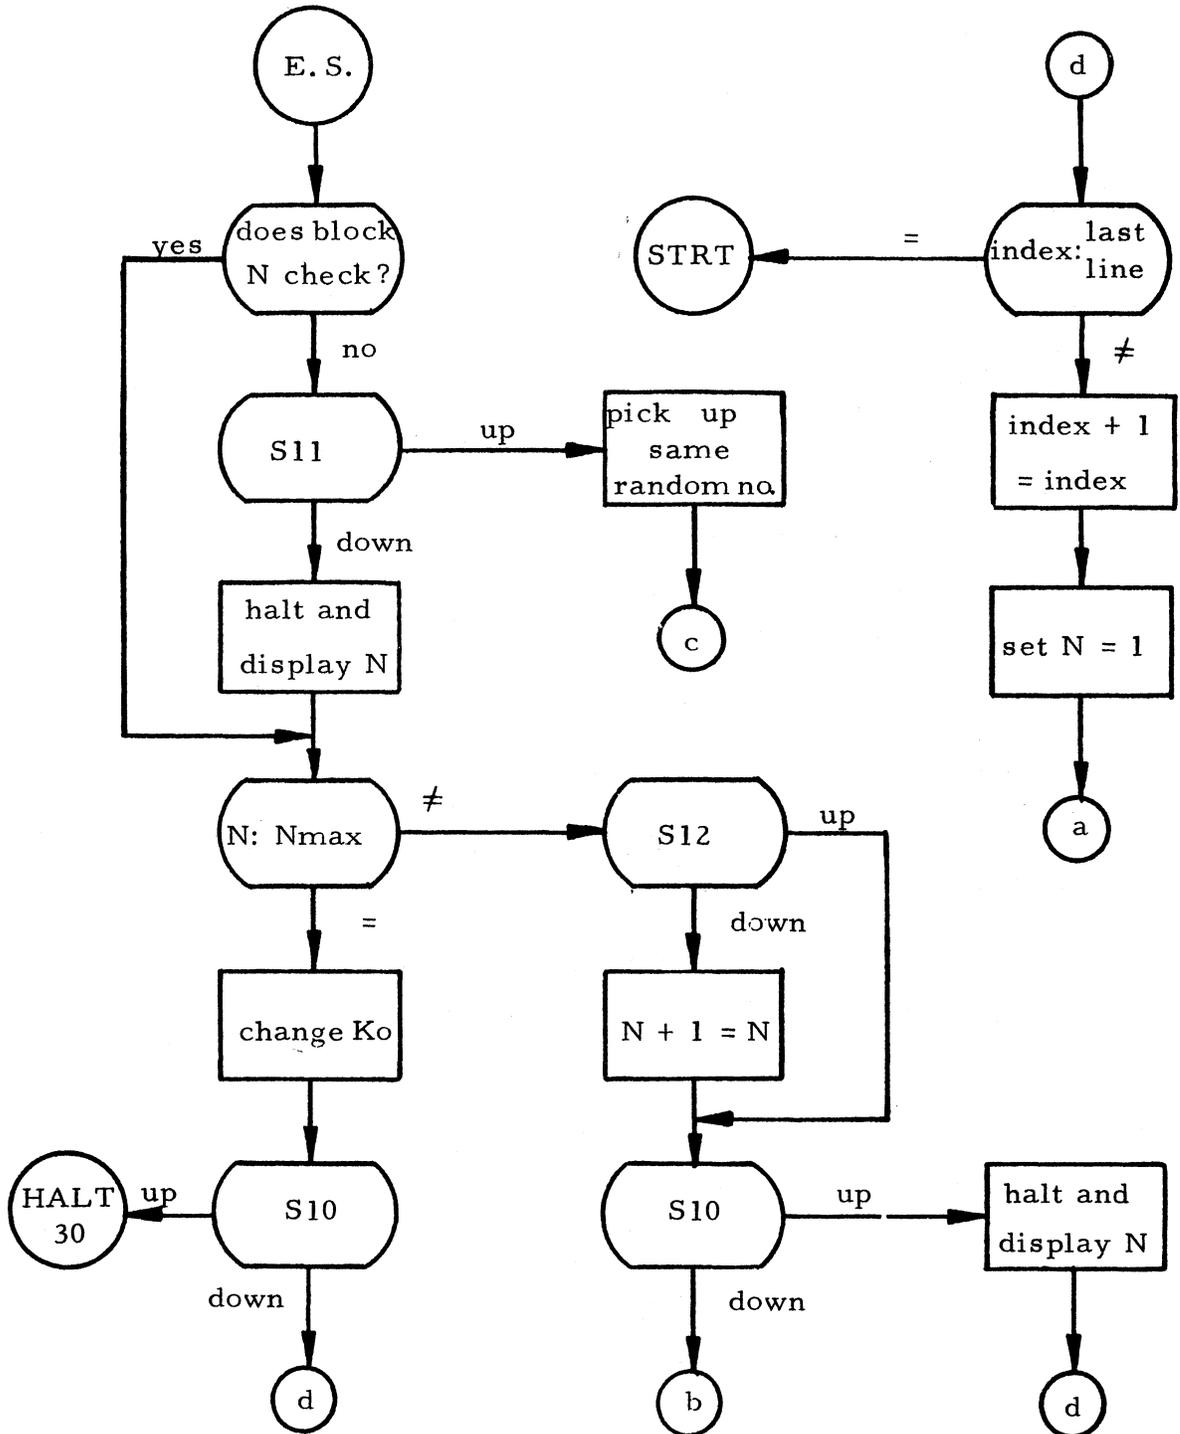 E. S.
does block
N check?
yes
no
S11
up
down
pick up
same
random no.
c
halt and
display N
N: Nmax
≠
=
S12
up
down
N + 1 = N
change Ko
S10
up
HALT
30
down
d
S10
up
down
b
halt and
display N
d
d
index: last
line
=
STRT
≠
index + 1
= index
set N = 1
a